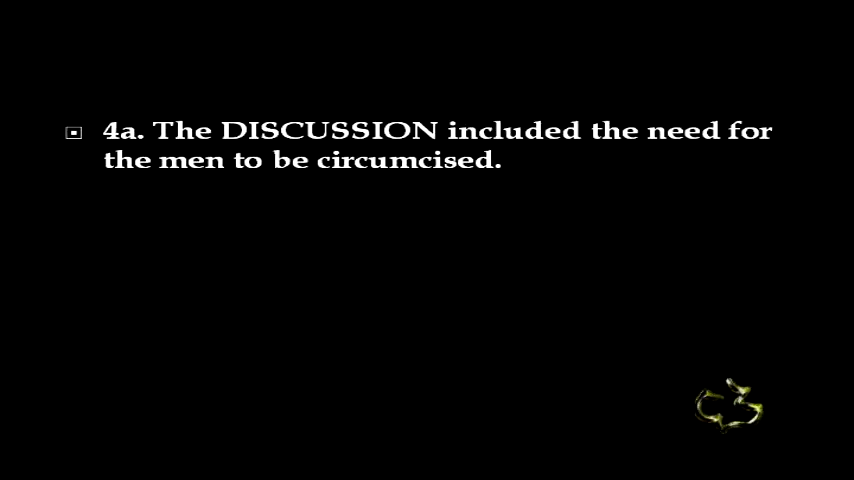 4a. The DISCUSSION included the need for
the men to be circumcised.